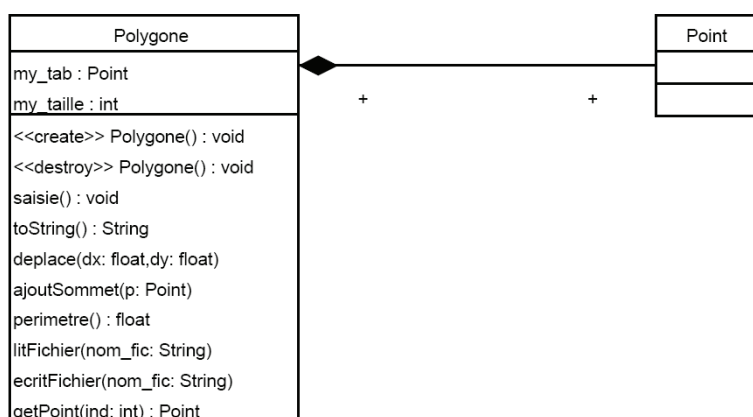 Polygone
my_tab : Point
my_taille : int
<<create>> Polygone() : void
<<destroy>> Polygone() : void
saisie() : void
toString() : String
deplace(dx: float,dy: float)
ajoutSommet(p: Point)
perimetre() : float
litFichier(nom_fic: String)
ecritFichier(nom_fic: String)
getPoint(ind: int) : Point
+ +
Point